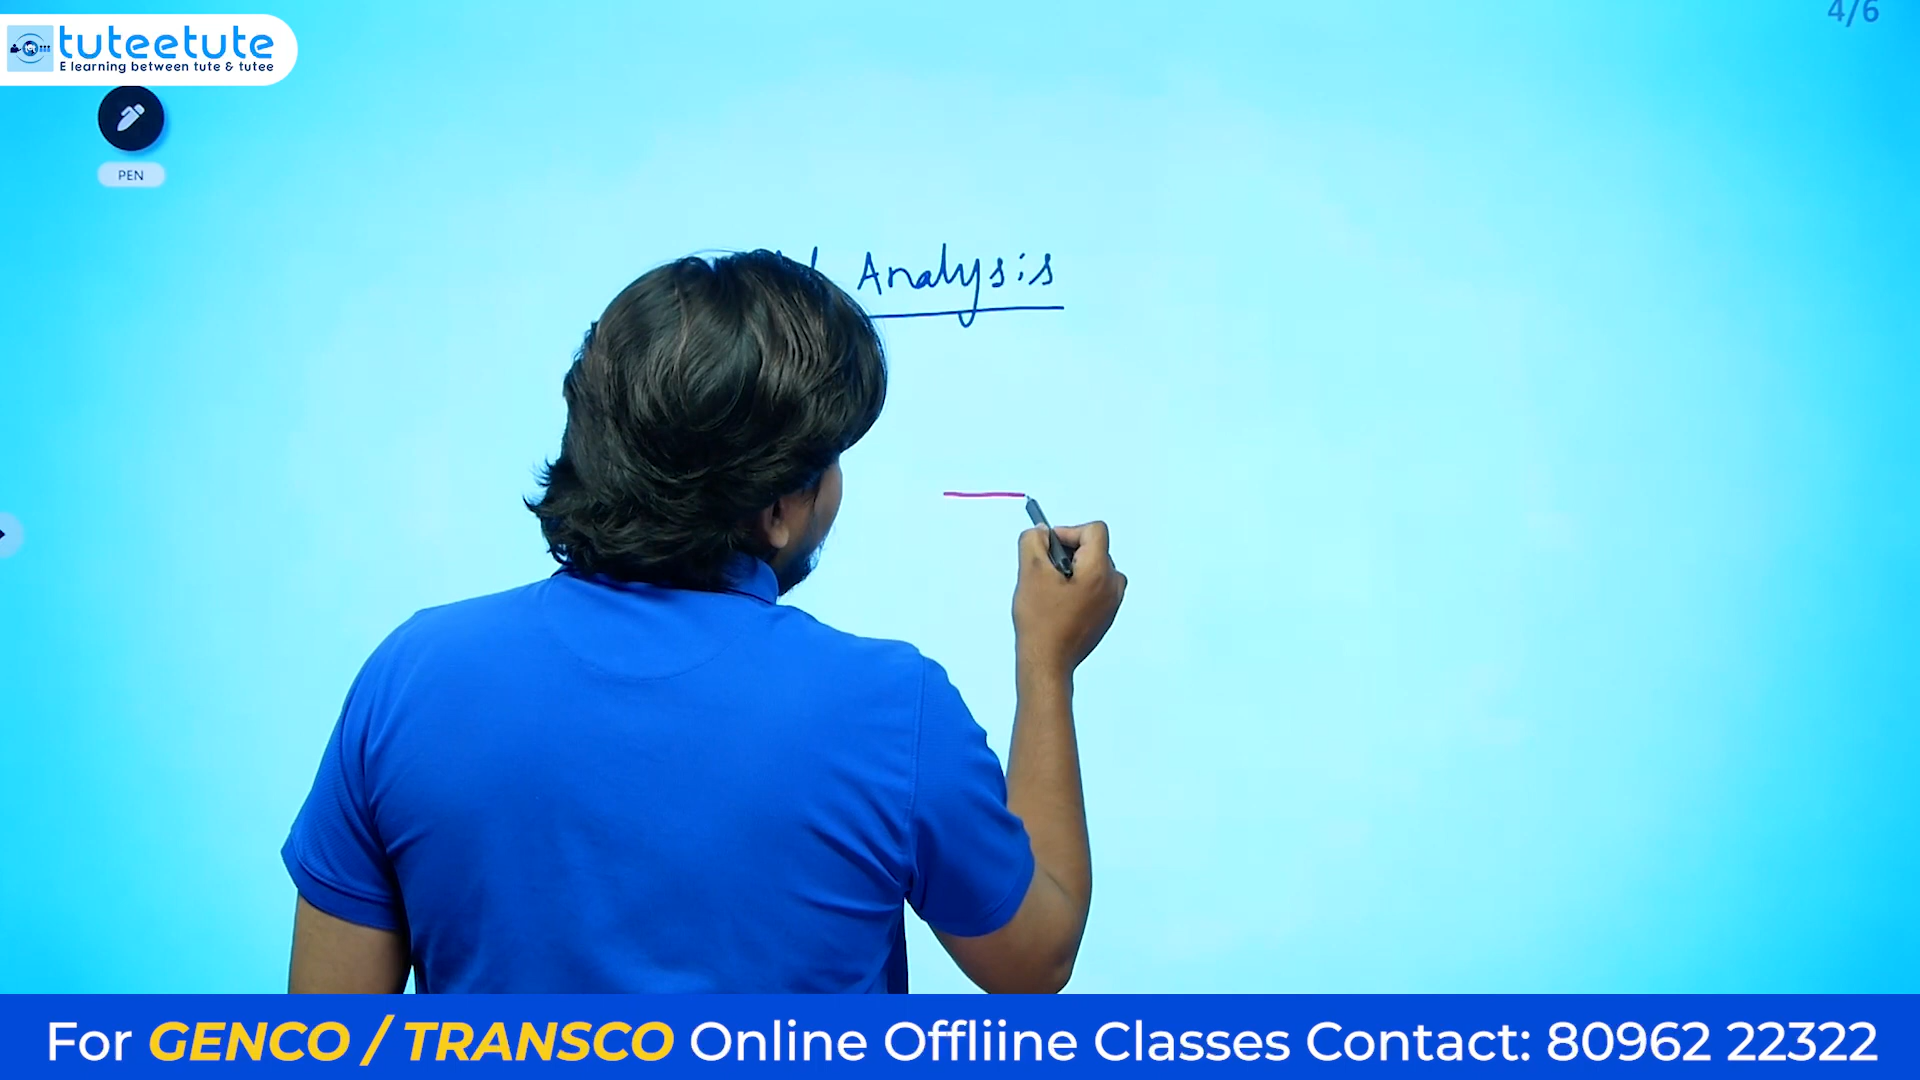 4/6
tuteetute
E learning between tute & tutee
PEN
Analysis
For GENCO / TRANSCO Online Offliine Classes Contact: 80962 22322